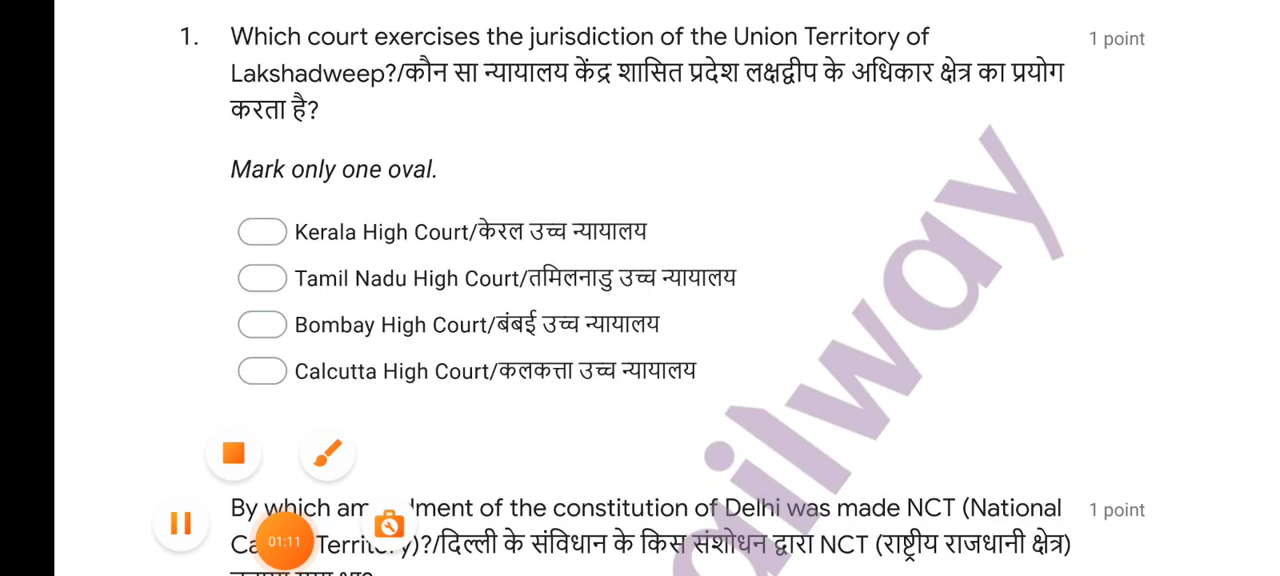 1. Which court exercises the jurisdiction of the Union Territory of 1 point
Lakshadweep?/कौन सा न्यायालय केंद्र शासित प्रदेश लक्षद्वीप के अधिकार क्षेत्र का प्रयोग
करता है?
Mark only one oval.
Kerala High Court/केरल उच्च न्यायालय
Tamil Nadu High Court/तमिलनाडु उच्च न्यायालय
Bombay High Court/बंबई उच्च न्यायालय
Calcutta High Court/कलकत्ता उच्च न्यायालय
By which of the constitution of Delhi was made NCT (National 1 point
दिल्ली के संविधान के किस संशोधन द्वारा NCT (राष्ट्रीय राजधानी क्षेत्र)
01:11
ailway